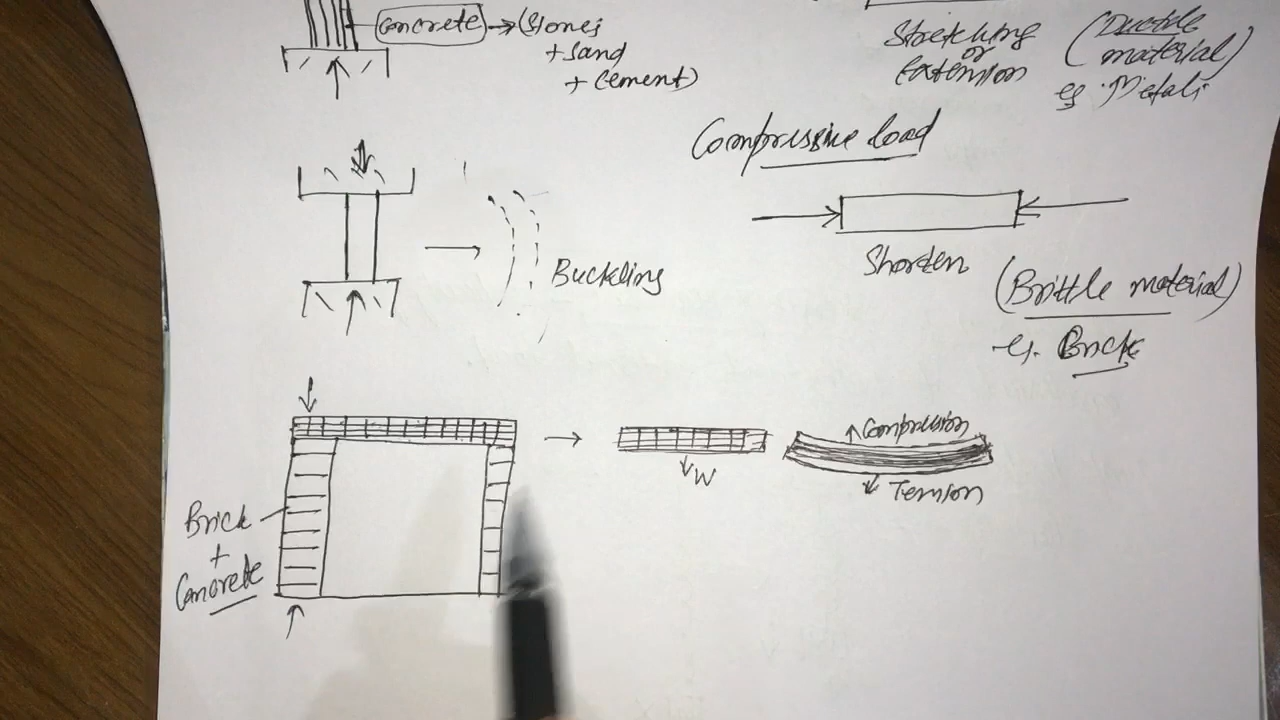 Concrete → (Stones
+ Sand
+ Cement)
Stretching
or
Extension
(Ductile
material)
eg. Metals
Compressive load
Shorten
(Brittle material)
eg. Brick
Buckling
Brick
+
Concrete
W
Compression
Tension